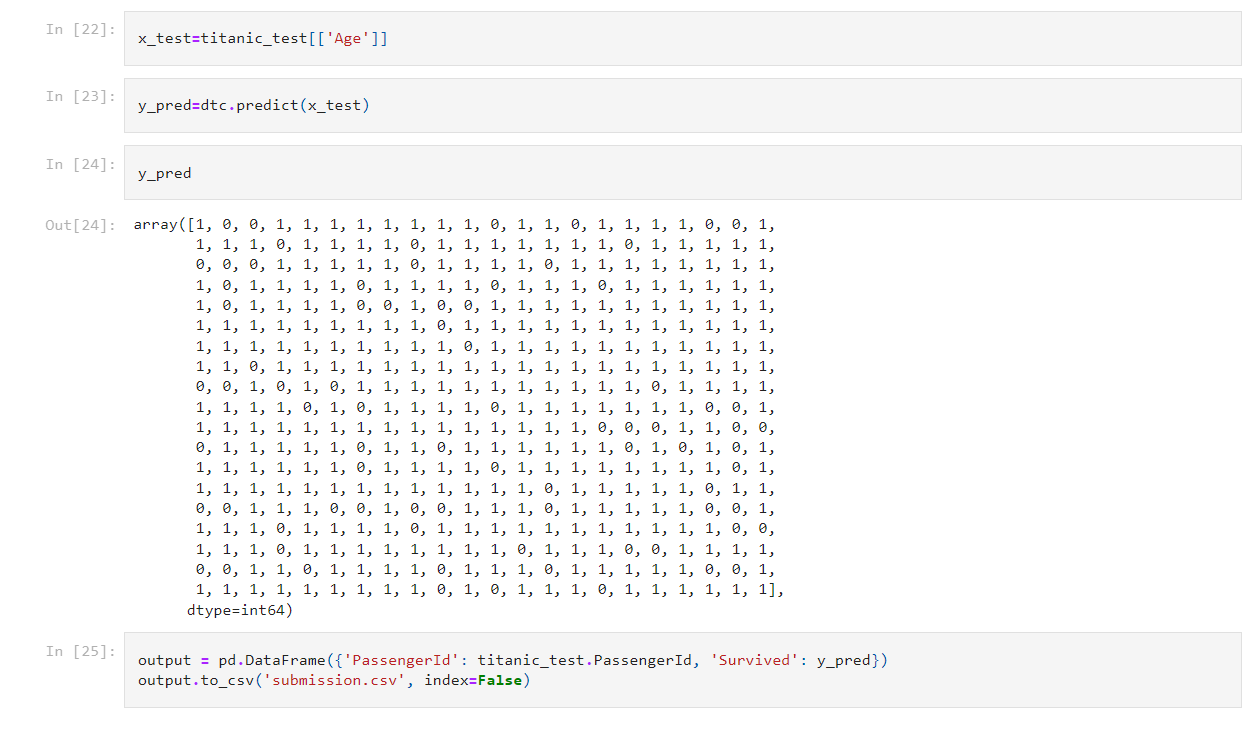 In [22]:
x_test=titanic_test[['Age']]
In [23]:
y_pred=dtc.predict(x_test)
In [24]:
y_pred
Out[24]: array([1, 0, 0, 1, 1, 1, 1, 1, 1, 1, 1, 0, 1, 1, 0, 1, 1, 1, 1, 0, 0, 1,
1, 1, 1, 0, 1, 1, 1, 1, 0, 1, 1, 1, 1, 1, 1, 1, 0, 1, 1, 1, 1, 1,
0, 0, 0, 1, 1, 1, 1, 1, 0, 1, 1, 1, 1, 0, 1, 1, 1, 1, 1, 1, 1, 1,
1, 0, 1, 1, 1, 1, 0, 1, 1, 1, 1, 0, 1, 1, 1, 0, 1, 1, 1, 1, 1, 1,
1, 0, 1, 1, 1, 1, 0, 0, 1, 0, 0, 1, 1, 1, 1, 1, 1, 1, 1, 1, 1, 1,
1, 1, 1, 1, 1, 1, 1, 1, 1, 0, 1, 1, 1, 1, 1, 1, 1, 1, 1, 1, 1, 1,
1, 1, 1, 1, 1, 1, 1, 1, 1, 1, 0, 1, 1, 1, 1, 1, 1, 1, 1, 1, 1, 1,
1, 1, 0, 1, 1, 1, 1, 1, 1, 1, 1, 1, 1, 1, 1, 1, 1, 1, 1, 1, 1, 1,
0, 0, 1, 0, 1, 0, 1, 1, 1, 1, 1, 1, 1, 1, 1, 1, 1, 0, 1, 1, 1, 1,
1, 1, 1, 1, 0, 1, 0, 1, 1, 1, 1, 0, 1, 1, 1, 1, 1, 1, 1, 0, 0, 1,
1, 1, 1, 1, 1, 1, 1, 1, 1, 1, 1, 1, 1, 1, 1, 0, 0, 0, 1, 1, 0, 0,
0, 1, 1, 1, 1, 1, 0, 1, 1, 0, 1, 1, 1, 1, 1, 1, 0, 1, 0, 1, 0, 1,
1, 1, 1, 1, 1, 1, 0, 1, 1, 1, 1, 0, 1, 1, 1, 1, 1, 1, 1, 1, 0, 1,
1, 1, 1, 1, 1, 1, 1, 1, 1, 1, 1, 1, 1, 0, 1, 1, 1, 1, 1, 0, 1, 1,
0, 0, 1, 1, 1, 0, 0, 1, 0, 0, 1, 1, 1, 0, 1, 1, 1, 1, 1, 0, 0, 1,
1, 1, 1, 0, 1, 1, 1, 1, 0, 1, 1, 1, 1, 1, 1, 1, 1, 1, 1, 1, 0, 0,
1, 1, 1, 0, 1, 1, 1, 1, 1, 1, 1, 1, 0, 1, 1, 1, 0, 0, 1, 1, 1, 1,
0, 0, 1, 1, 0, 1, 1, 1, 1, 0, 1, 1, 1, 0, 1, 1, 1, 1, 1, 0, 0, 1,
1, 1, 1, 1, 1, 1, 1, 1, 1, 0, 1, 0, 1, 1, 1, 0, 1, 1, 1, 1, 1, 1],
dtype=int64)
In [25]:
output = pd.DataFrame({'PassengerId': titanic_test.PassengerId, 'Survived': y_pred})
output.to_csv('submission.csv', index=False)